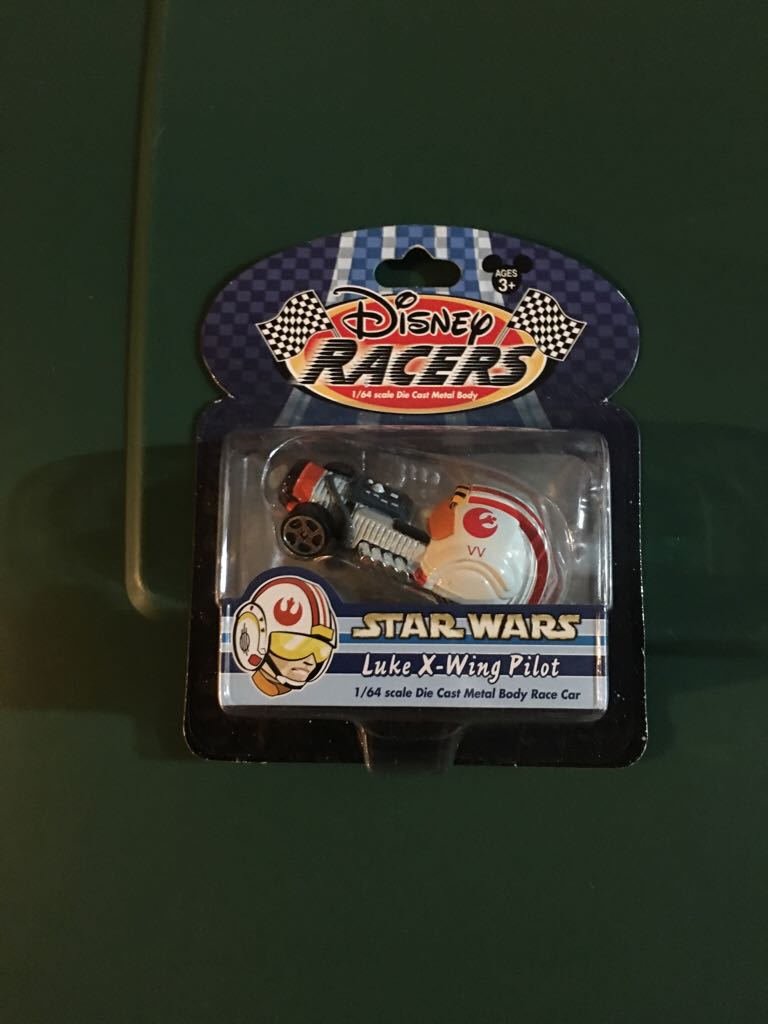 AGES
3+
Disney
RACERS
1/64 scale Die Cast Metal Body
VV
STAR WARS
Luke X-Wing Pilot
1/64 scale Die Cast Metal Body Race Car